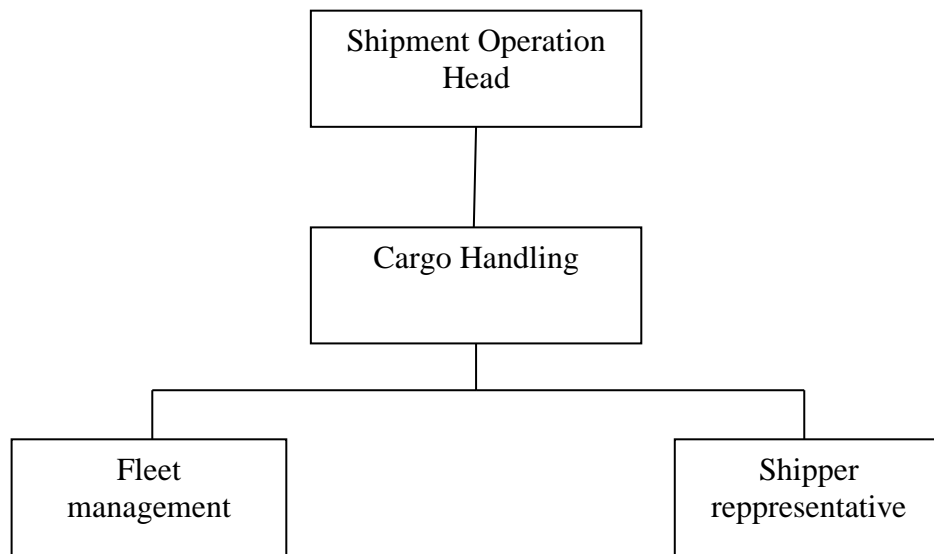 Shipment Operation
Head
Cargo Handling
Fleet
management
Shipper
reppresentative